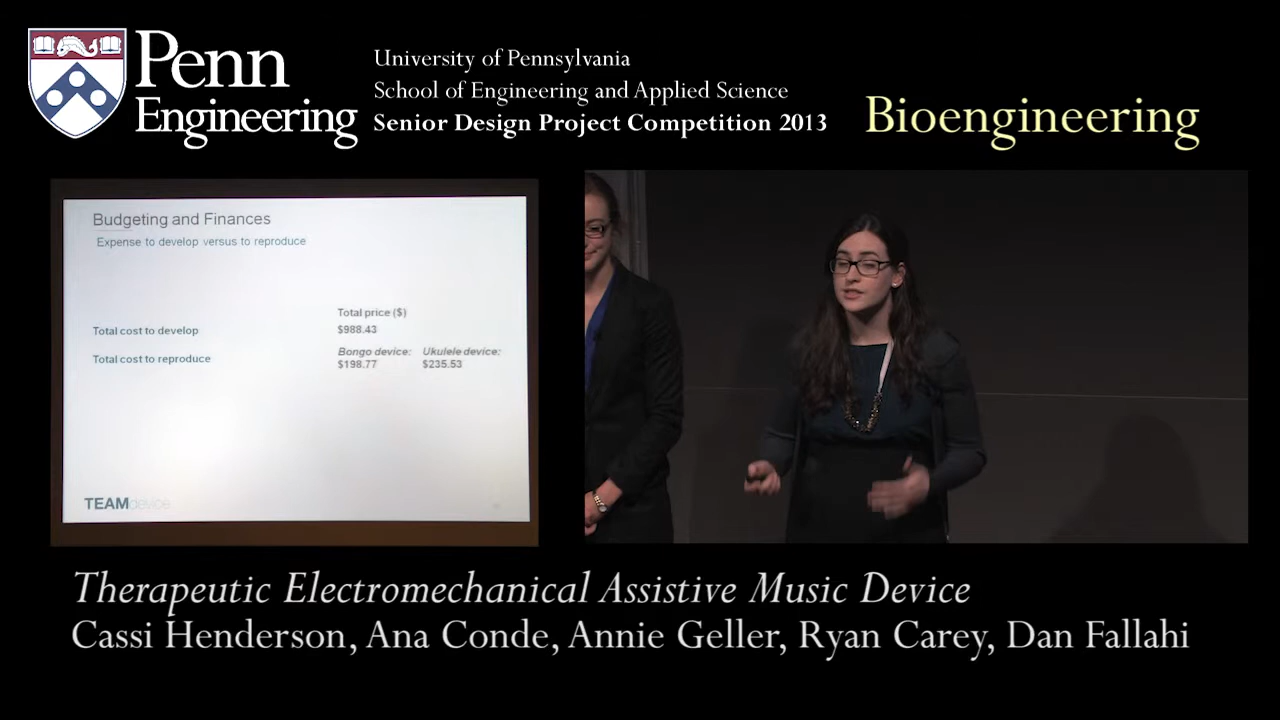 Penn
Engineering
University of Pennsylvania
School of Engineering and Applied Science
Senior Design Project Competition 2013
Bioengineering
Budgeting and Finances
Expense to develop versus to reproduce
Total price ($)
Total cost to develop $988.43
Total cost to reproduce Bongo device: Ukulele device:
$198.77 $235.53
TEAMdevice
Therapeutic Electromechanical Assistive Music Device
Cassi Henderson, Ana Conde, Annie Geller, Ryan Carey, Dan Fallahi